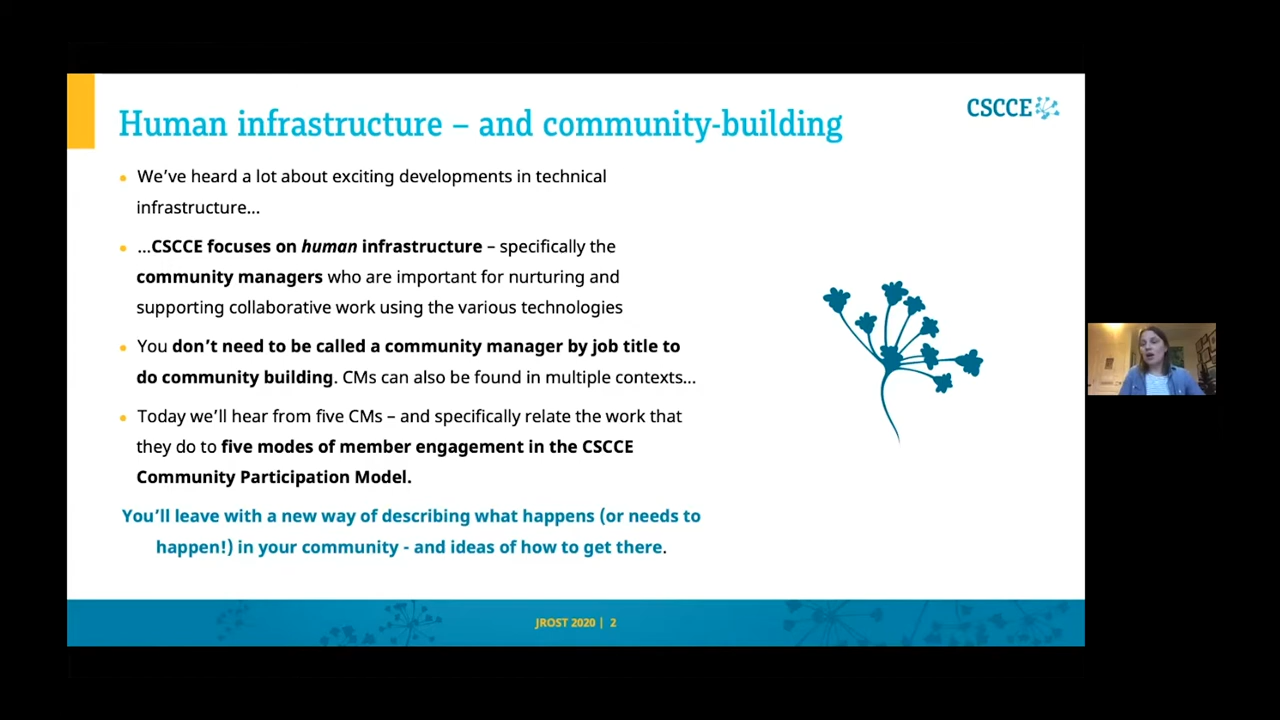 Human infrastructure – and community-building
CSCCE
• We’ve heard a lot about exciting developments in technical
infrastructure...
• ...CSCCE focuses on human infrastructure – specifically the
community managers who are important for nurturing and
supporting collaborative work using the various technologies
• You don’t need to be called a community manager by job title to
do community building. CMs can also be found in multiple contexts...
• Today we’ll hear from five CMs – and specifically relate the work that
they do to five modes of member engagement in the CSCCE
Community Participation Model.
You’ll leave with a new way of describing what happens (or needs to
happen!) in your community - and ideas of how to get there.
JROST 2020 | 2